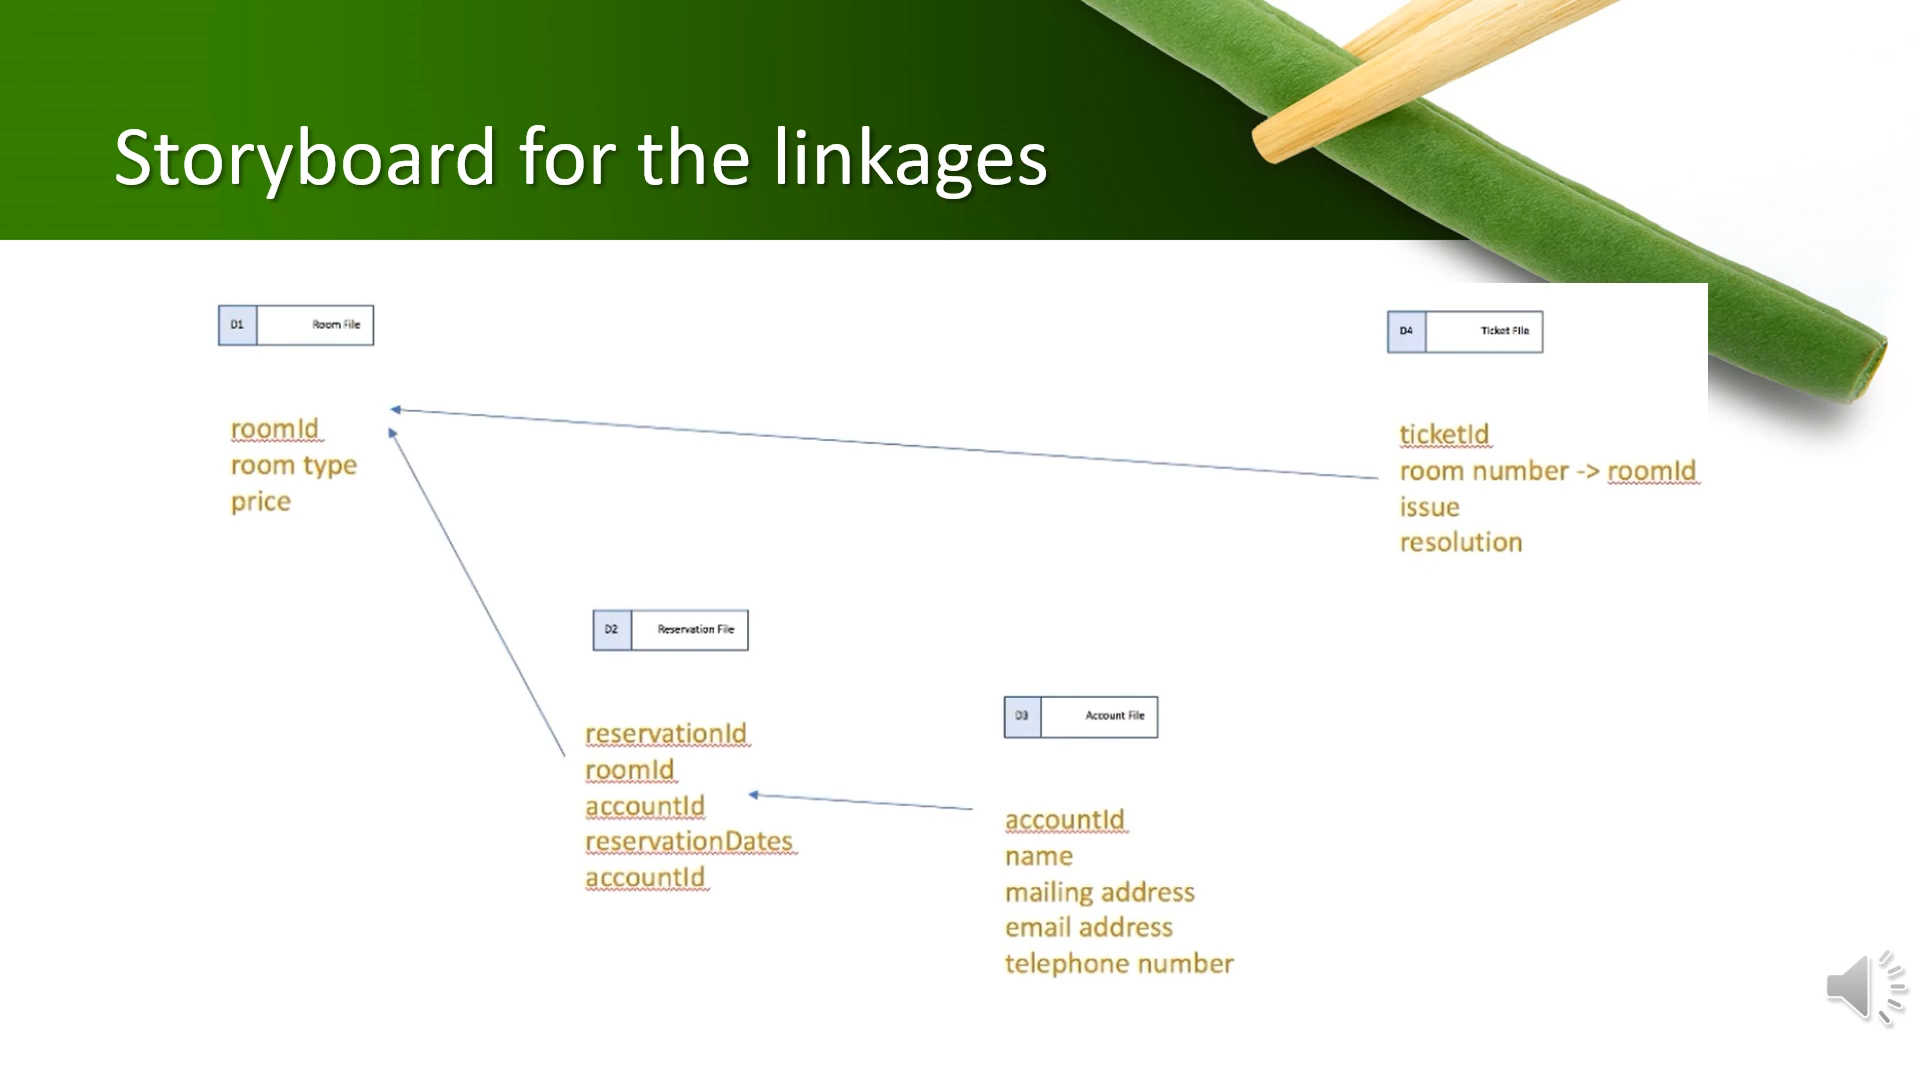 Storyboard for the linkages
D1 Room File
roomId
room type
price
D4 Ticket File
ticketId
room number -> roomId
issue
resolution
D2 Reservation File
reservationId
roomId
accountId
reservationDates
accountId
D3 Account File
accountId
name
mailing address
email address
telephone number